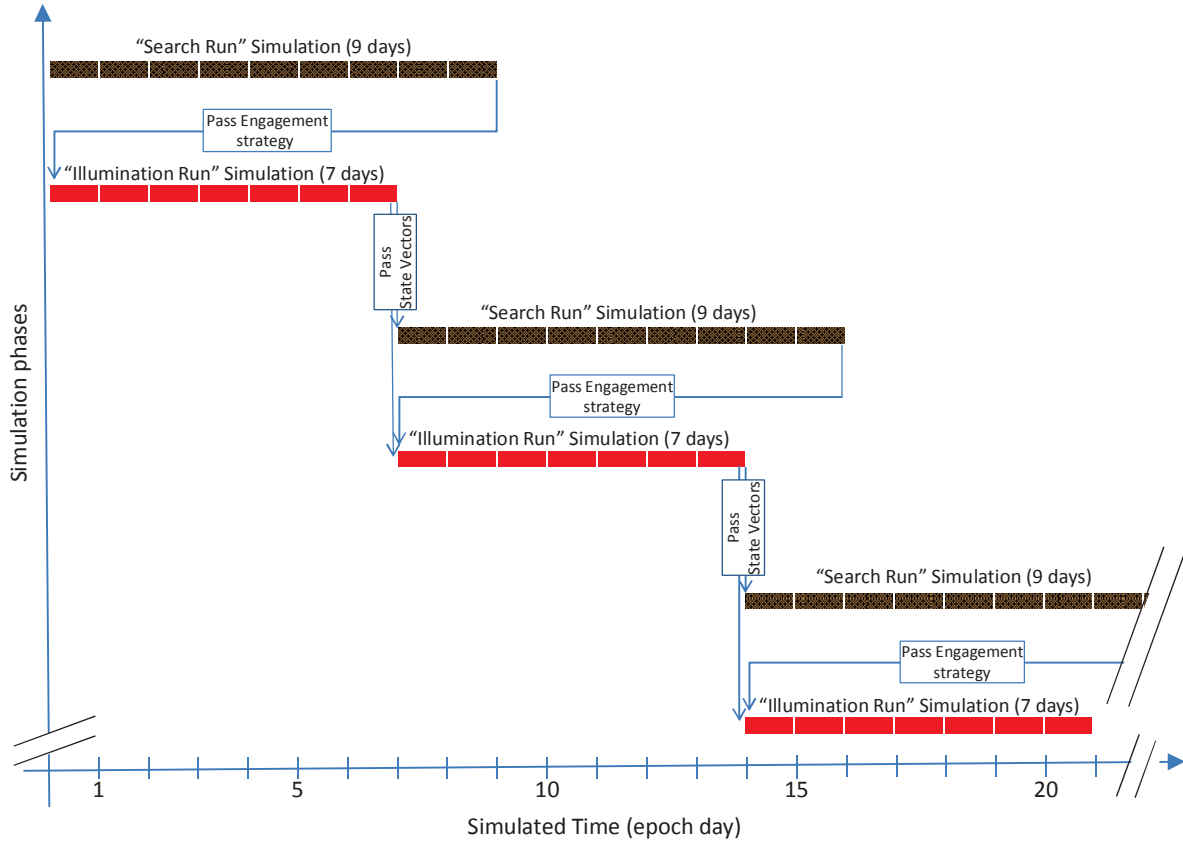 “Search Run” Simulation (9 days)
Pass Engagement
strategy
“Illumination Run” Simulation (7 days)
Pass
State Vectors
“Search Run” Simulation (9 days)
Pass Engagement
strategy
“Illumination Run” Simulation (7 days)
Pass
State Vectors
“Search Run” Simulation (9 days)
Pass Engagement
strategy
“Illumination Run” Simulation (7 days)
Simulation phases
1 5 10 15 20
Simulated Time (epoch day)